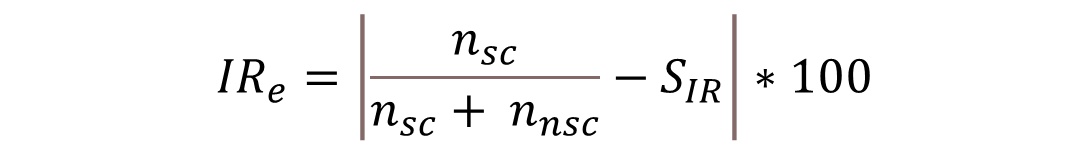 IR_e = | n_sc / (n_sc + n_nsc) − S_IR | * 100